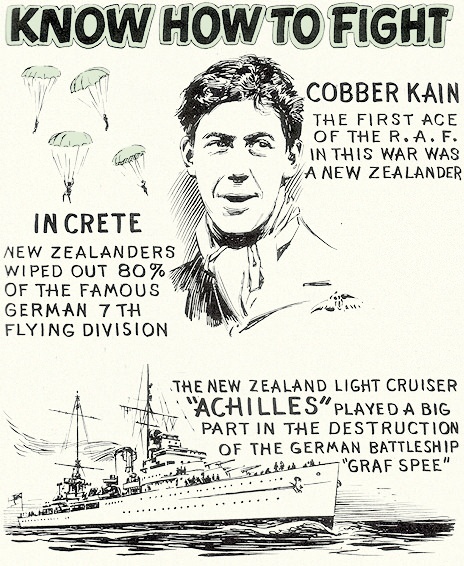 KNOW HOW TO FIGHT
COBBER KAIN
THE FIRST ACE
OF THE R.A.F.
IN THIS WAR WAS
A NEW ZEALANDER
IN CRETE
NEW ZEALANDERS
WIPED OUT 80%
OF THE FAMOUS
GERMAN 7TH
FLYING DIVISION
THE NEW ZEALAND LIGHT CRUISER
"ACHILLES" PLAYED A BIG
PART IN THE DESTRUCTION
OF THE GERMAN BATTLESHIP
"GRAF SPEE"